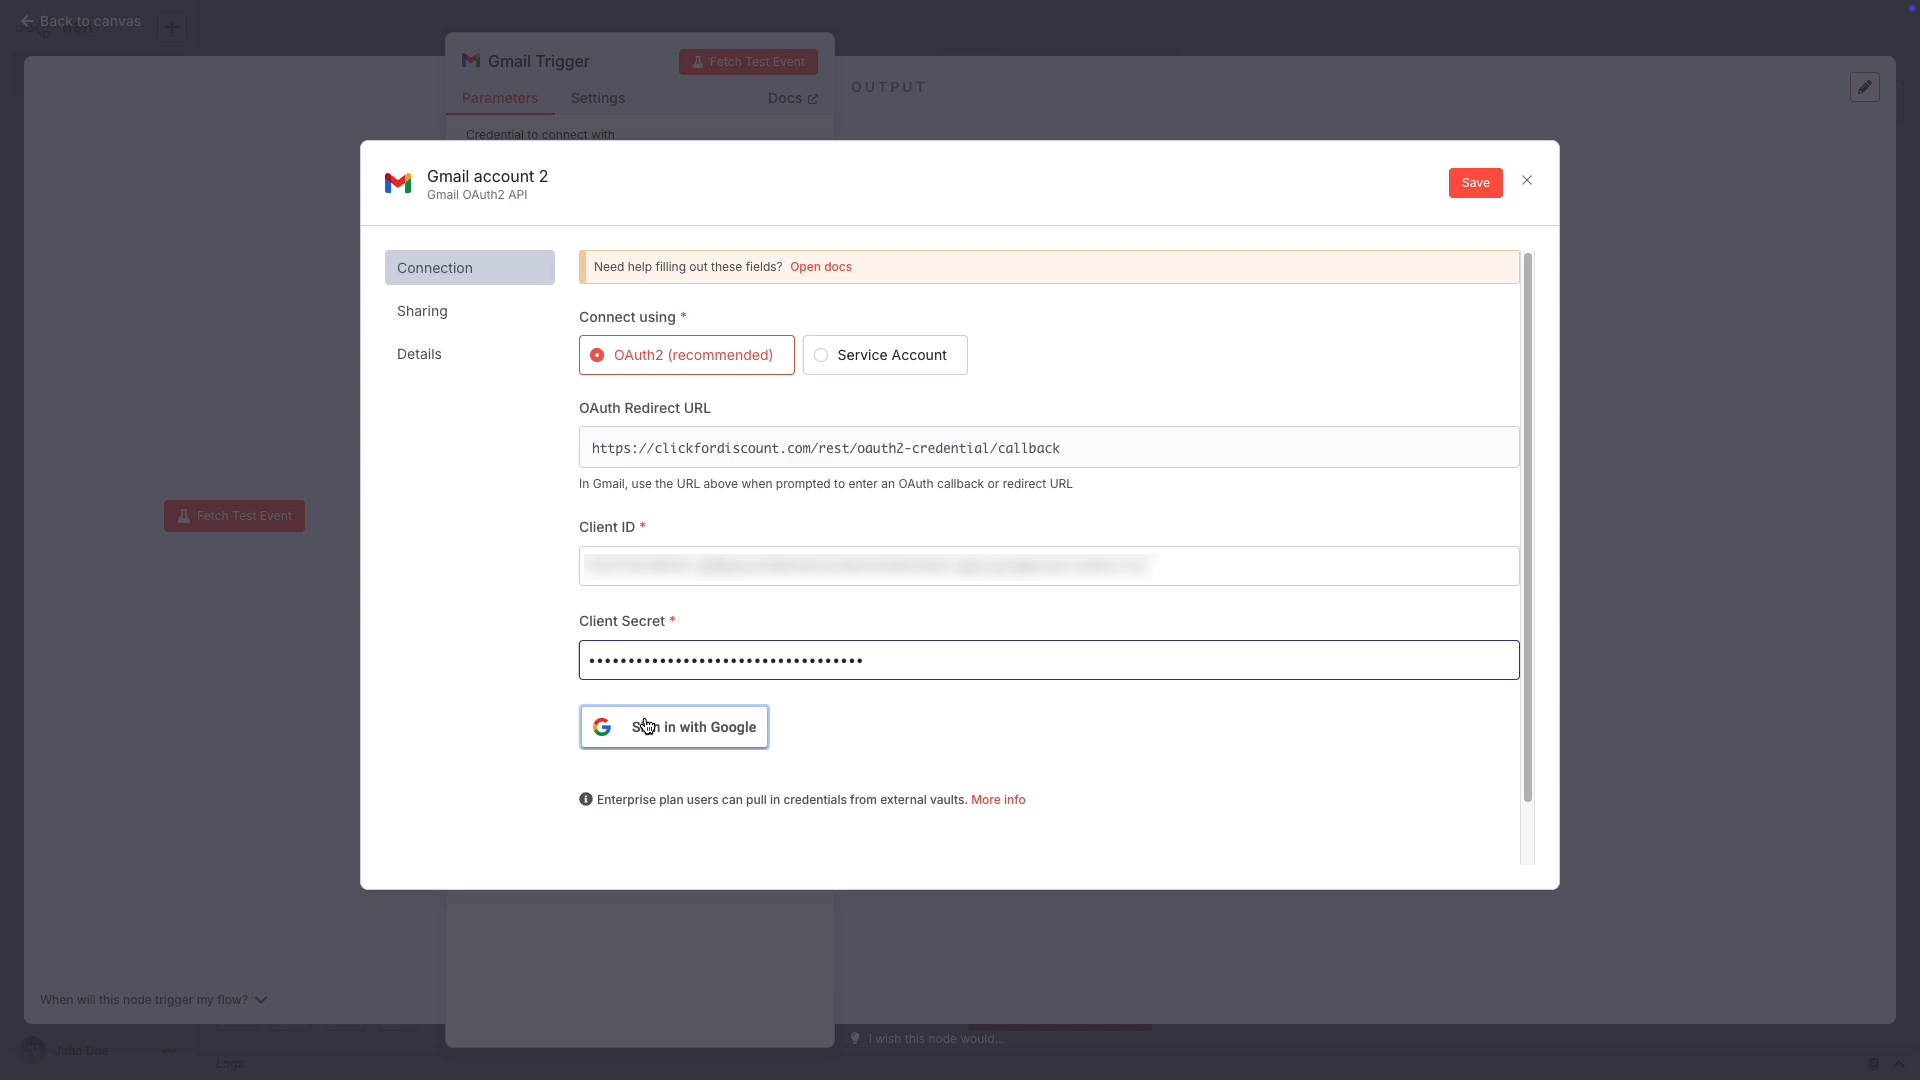 Back to canvas
Gmail Trigger
Fetch Test Event
OUTPUT
Parameters
Settings
Docs
Credential to connect with
Gmail account 2
Gmail OAuth2 API
Save
Connection
Sharing
Details
Need help filling out these fields? Open docs
Connect using *
OAuth2 (recommended)
Service Account
OAuth Redirect URL
https://clickfordiscount.com/rest/oauth2-credential/callback
In Gmail, use the URL above when prompted to enter an OAuth callback or redirect URL
Client ID *
Client Secret *
••••••••••••••••••••••••••••••••••••
in with Google
Enterprise plan users can pull in credentials from external vaults. More info
Fetch Test Event
When will this node trigger my flow?
I wish this node would...
John Doe
Logs